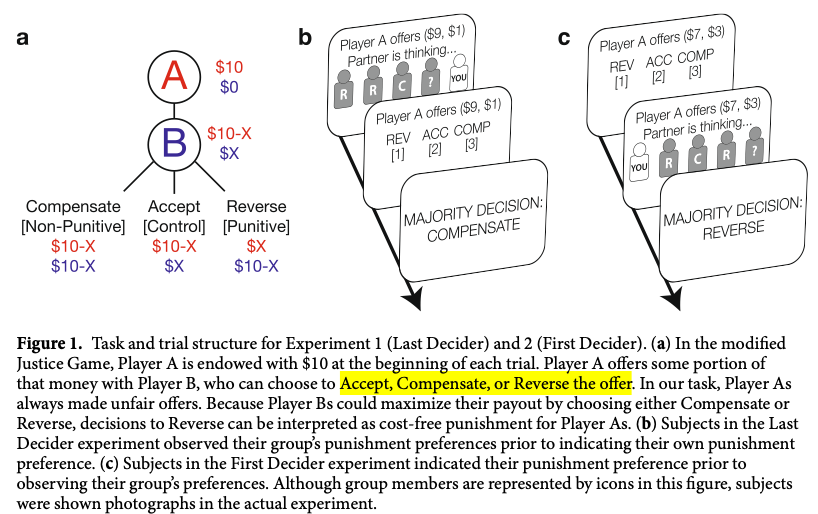 a
A
$10
$0
B
$10-X
$X
Compensate
[Non-Punitive]
$10-X
$10-X
Accept
[Control]
$10-X
$X
Reverse
[Punitive]
$X
$10-X
b
Player A offers ($9, $1)
Partner is thinking...
R R C ? YOU
Player A offers ($9, $1)
REV ACC COMP
[1] [2] [3]
MAJORITY DECISION:
COMPENSATE
c
Player A offers ($7, $3)
REV ACC COMP
[1] [2] [3]
Player A offers ($7, $3)
Partner is thinking...
YOU R C R ?
MAJORITY DECISION:
REVERSE
Figure 1. Task and trial structure for Experiment 1 (Last Decider) and 2 (First Decider). (a) In the modified
Justice Game, Player A is endowed with $10 at the beginning of each trial. Player A offers some portion of
that money with Player B, who can choose to Accept, Compensate, or Reverse the offer. In our task, Player As
always made unfair offers. Because Player Bs could maximize their payout by choosing either Compensate or
Reverse, decisions to Reverse can be interpreted as cost-free punishment for Player As. (b) Subjects in the Last
Decider experiment observed their group's punishment preferences prior to indicating their own punishment
preference. (c) Subjects in the First Decider experiment indicated their punishment preference prior to
observing their group's preferences. Although group members are represented by icons in this figure, subjects
were shown photographs in the actual experiment.